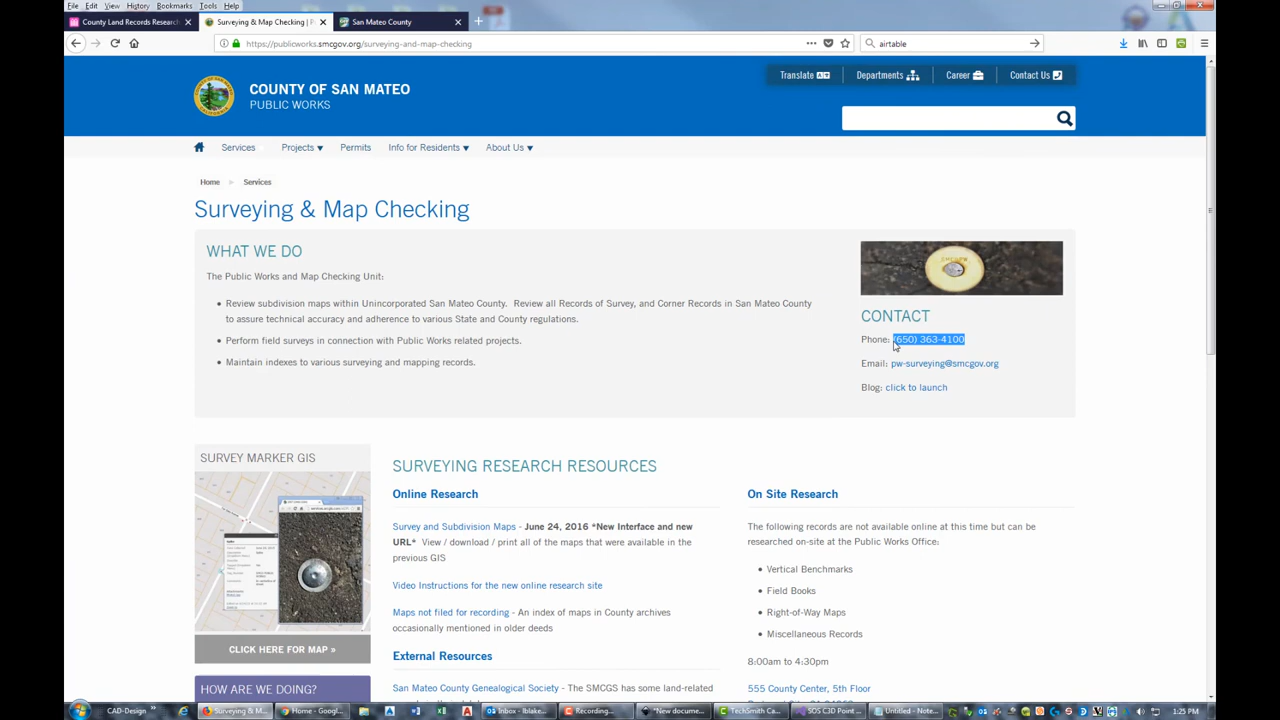 File Edit View History Bookmarks Tools Help
County Land Records Research
Surveying & Map Checking | P
San Mateo County
https://publicworks.smcgov.org/surveying-and-map-checking
airtable
COUNTY OF SAN MATEO
PUBLIC WORKS
Translate
Departments
Career
Contact Us
Services Projects Permits Info for Residents About Us
Home Services
Surveying & Map Checking
WHAT WE DO
The Public Works and Map Checking Unit:
• Review subdivision maps within Unincorporated San Mateo County. Review all Records of Survey, and Corner Records in San Mateo County
to assure technical accuracy and adherence to various State and County regulations.
• Perform field surveys in connection with Public Works related projects.
• Maintain indexes to various surveying and mapping records.
CONTACT
Phone: (650) 363-4100
Email: pw-surveying@smcgov.org
Blog: click to launch
SURVEY MARKER GIS
CLICK HERE FOR MAP »
HOW ARE WE DOING?
SURVEYING RESEARCH RESOURCES
Online Research
Survey and Subdivision Maps - June 24, 2016 *New Interface and new
URL* View / download / print all of the maps that were available in the
previous GIS
Video Instructions for the new online research site
Maps not filed for recording - An index of maps in County archives
occasionally mentioned in older deeds
External Resources
San Mateo County Genealogical Society - The SMCGS has some land-related
On Site Research
The following records are not available online at this time but can be
researched on-site at the Public Works Office:
• Vertical Benchmarks
• Field Books
• Right-of-Way Maps
• Miscellaneous Records
8:00am to 4:30pm
555 County Center, 5th Floor
CAD-Design »
Surveying & M...
Home - Googl...
Inbox - lblake...
Recording...
*New docume...
TechSmith Ca...
SOS C3D Point ...
Untitled - Note...
1:25 PM